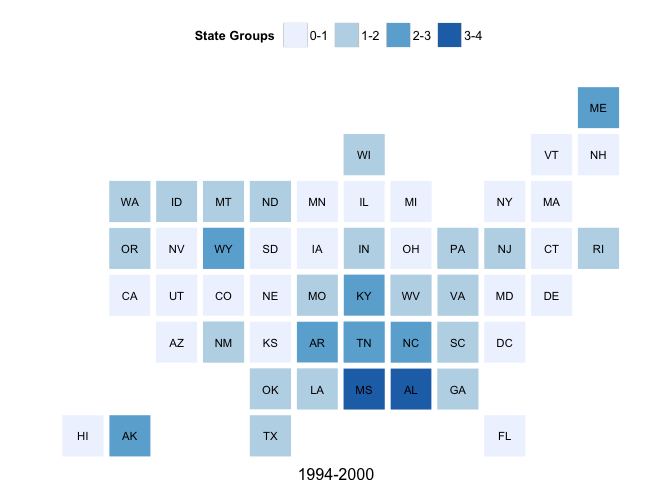 State Groups 0-1 1-2 2-3 3-4
ME
WI VT NH
WA ID MT ND MN IL MI NY MA
OR NV WY SD IA IN OH PA NJ CT RI
CA UT CO NE MO KY WV VA MD DE
AZ NM KS AR TN NC SC DC
OK LA MS AL GA
HI AK TX FL
1994-2000